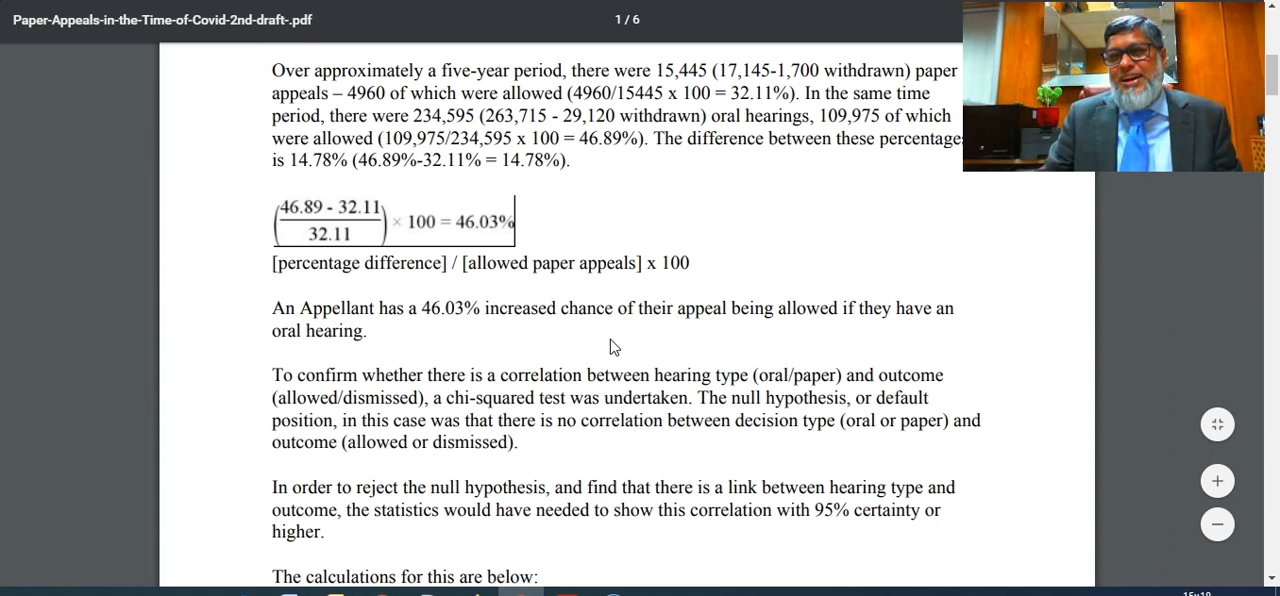 Paper-Appeals-in-the-Time-of-Covid-2nd-draft-.pdf
1 / 6
Over approximately a five-year period, there were 15,445 (17,145-1,700 withdrawn) paper
appeals – 4960 of which were allowed (4960/15445 x 100 = 32.11%). In the same time
period, there were 234,595 (263,715 - 29,120 withdrawn) oral hearings, 109,975 of which
were allowed (109,975/234,595 x 100 = 46.89%). The difference between these percentage
is 14.78% (46.89%-32.11% = 14.78%).
(46.89 - 32.11
32.11) × 100 = 46.03%
[percentage difference] / [allowed paper appeals] x 100
An Appellant has a 46.03% increased chance of their appeal being allowed if they have an
oral hearing.
To confirm whether there is a correlation between hearing type (oral/paper) and outcome
(allowed/dismissed), a chi-squared test was undertaken. The null hypothesis, or default
position, in this case was that there is no correlation between decision type (oral or paper) and
outcome (allowed or dismissed).
In order to reject the null hypothesis, and find that there is a link between hearing type and
outcome, the statistics would have needed to show this correlation with 95% certainty or
higher.
The calculations for this are below: